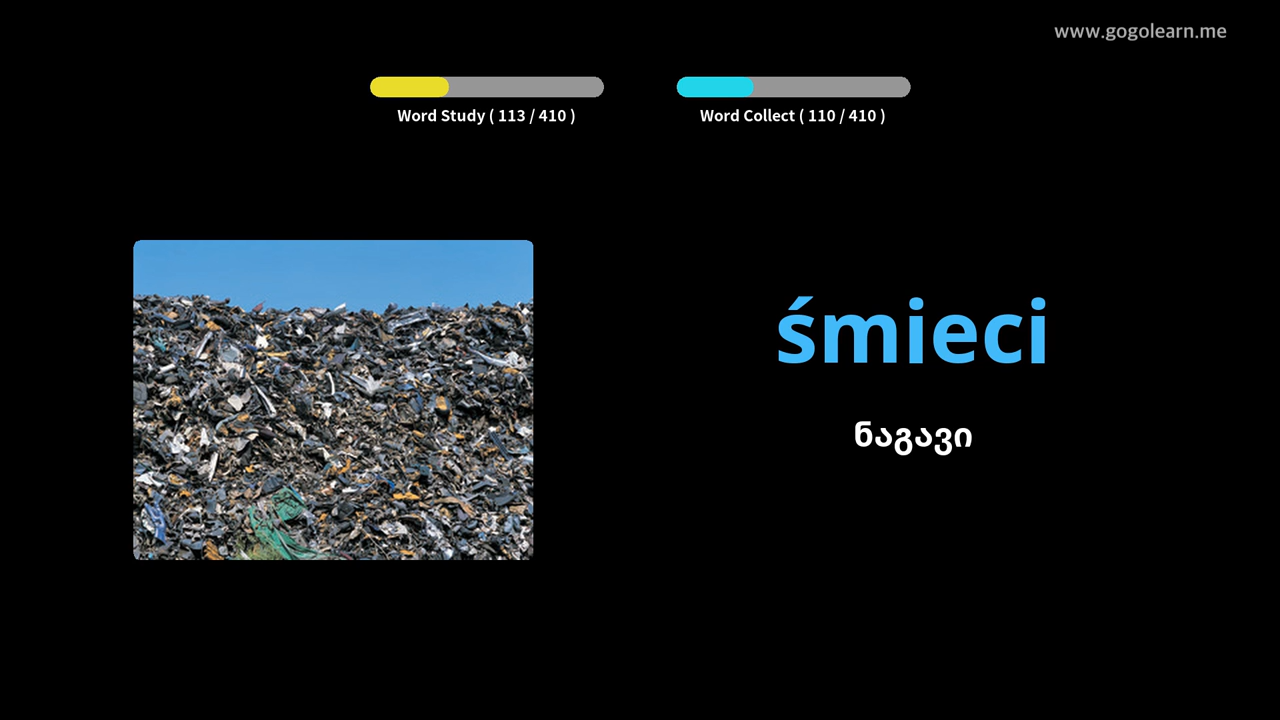 www.gogolearn.me
Word Study ( 113 / 410 )
Word Collect ( 110 / 410 )
śmieci
ნაგავი